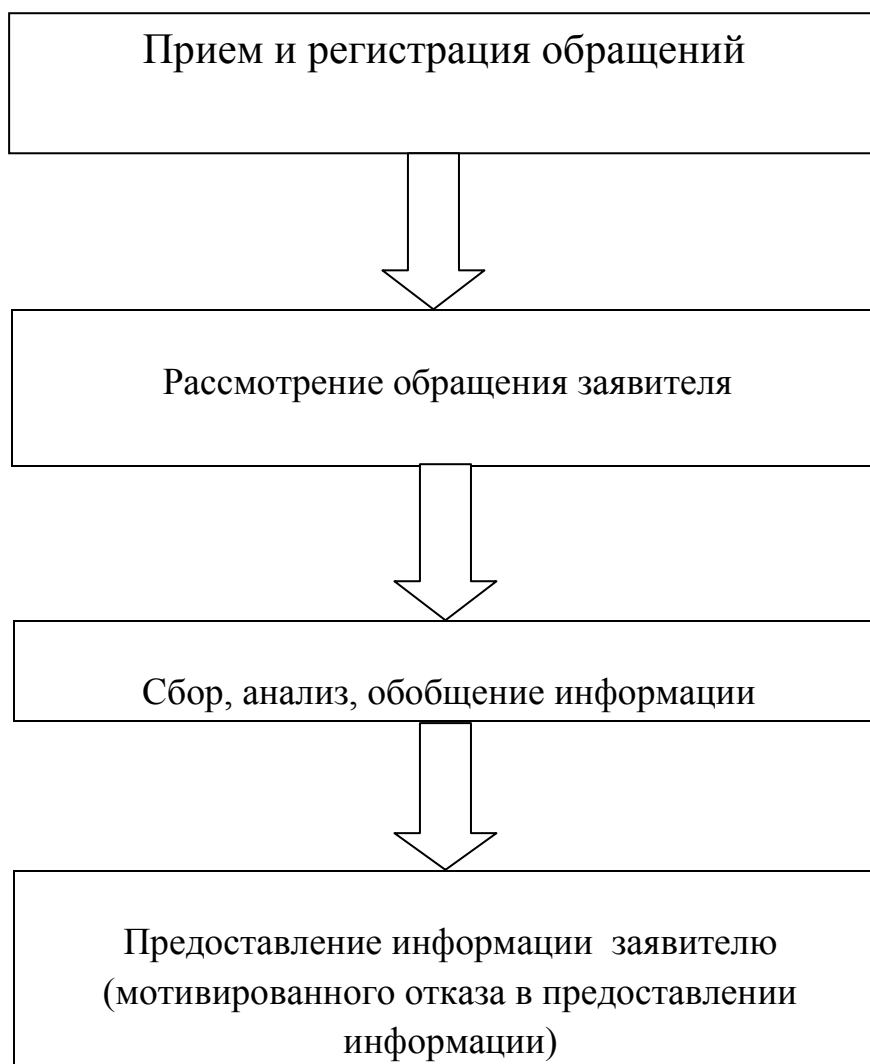 Прием и регистрация обращений
Рассмотрение обращения заявителя
Сбор, анализ, обобщение информации
Предоставление информации  заявителю
(мотивированного отказа в предоставлении
информации)